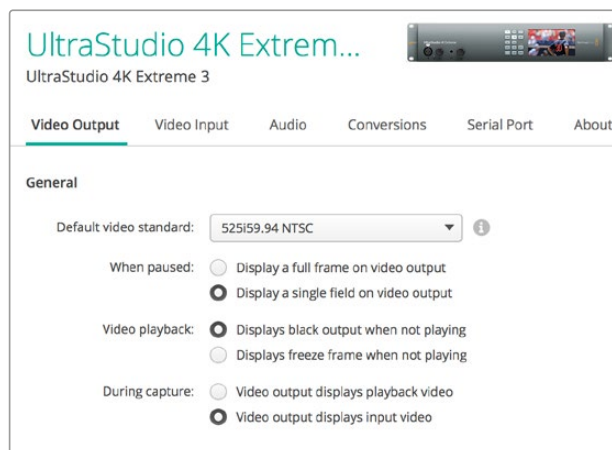 UltraStudio 4K Extrem...
UltraStudio 4K Extreme 3
Video Output Video Input Audio Conversions Serial Port About
General
Default video standard: 525i59.94 NTSC
When paused: Display a full frame on video output
Display a single field on video output
Video playback: Displays black output when not playing
Displays freeze frame when not playing
During capture: Video output displays playback video
Video output displays input video